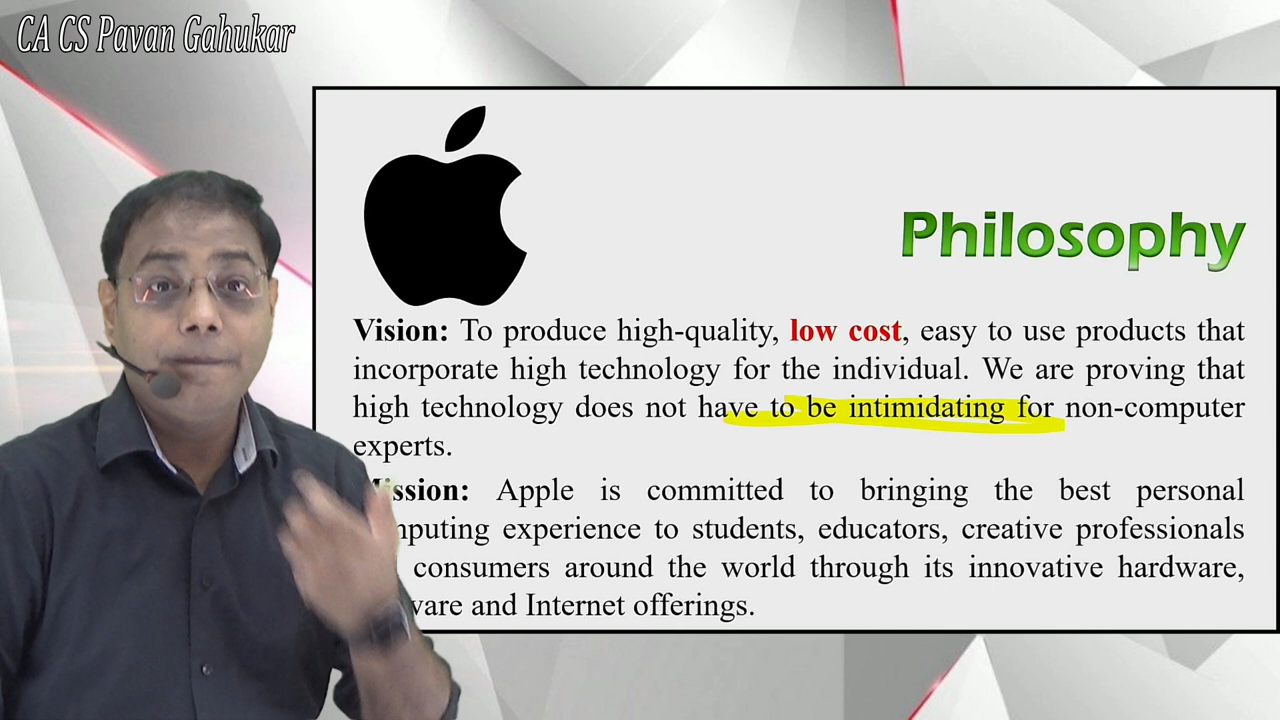 CA CS Pavan Gahukar
Philosophy
Vision: To produce high-quality, low cost, easy to use products that
incorporate high technology for the individual. We are proving that
high technology does not have to be intimidating for non-computer
experts.
Mission: Apple is committed to bringing the best personal
computing experience to students, educators, creative professionals
consumers around the world through its innovative hardware,
and Internet offerings.